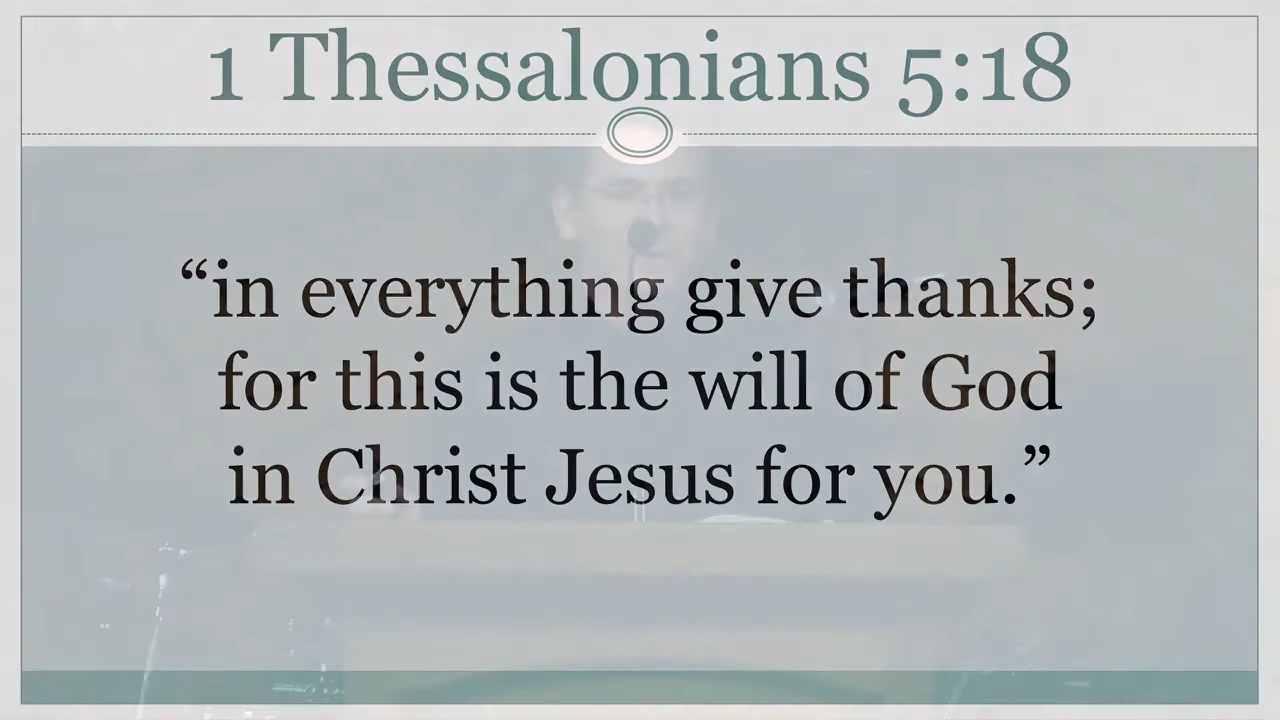 1 Thessalonians 5:18
“in everything give thanks;
for this is the will of God
in Christ Jesus for you.”